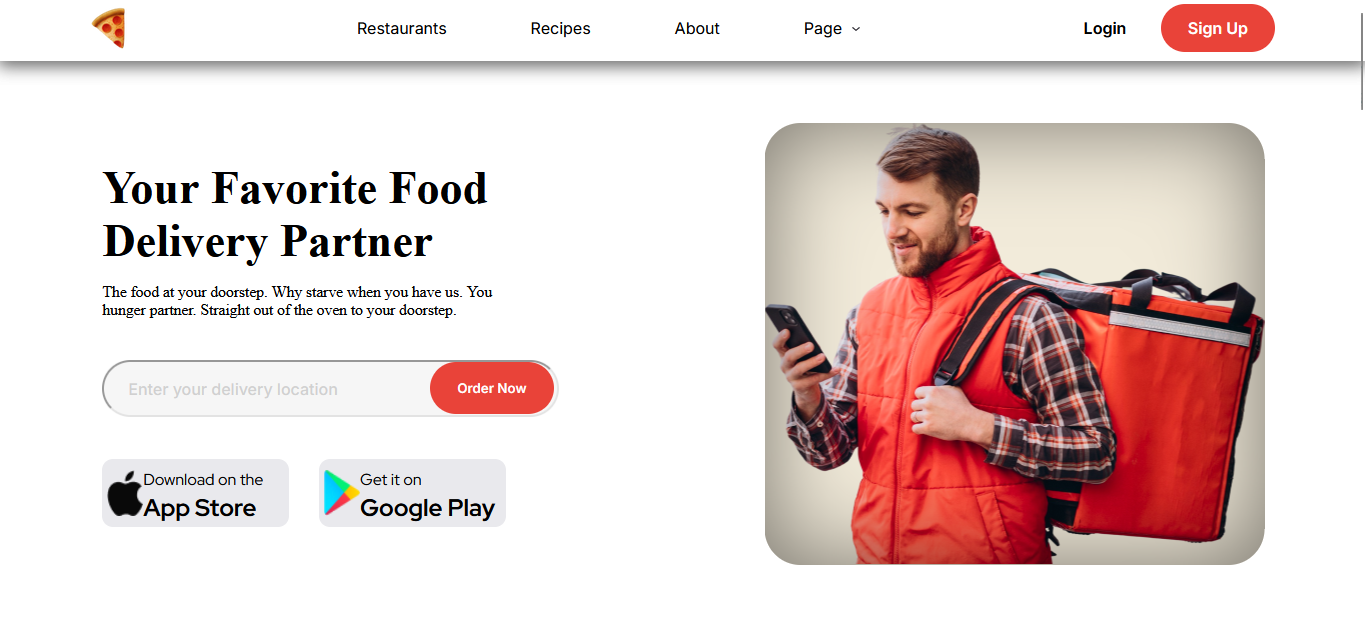 Restaurants Recipes About Page Login Sign Up
Your Favorite Food
Delivery Partner
The food at your doorstep. Why starve when you have us. You
hunger partner. Straight out of the oven to your doorstep.
Enter your delivery location Order Now
Download on the
App Store
Get it on
Google Play